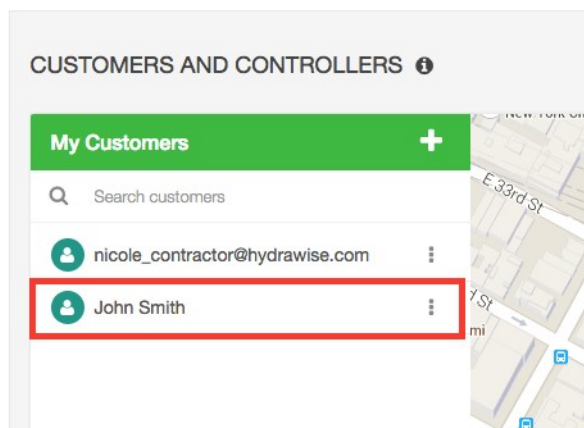 CUSTOMERS AND CONTROLLERS
My Customers
Search customers
nicole_contractor@hydrawise.com
John Smith
E 33rd St
St
mi